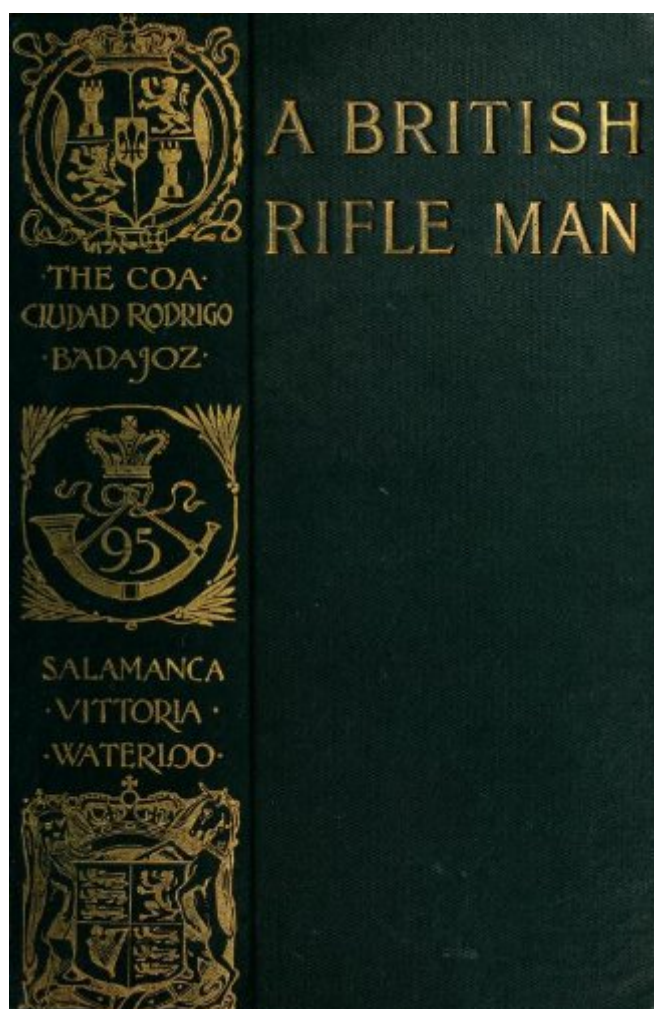 A BRITISH
RIFLE MAN
·THE COA·
CIUDAD RODRIGO
·BADAJOZ·
95
SALAMANCA
·VITTORIA·
·WATERLOO·